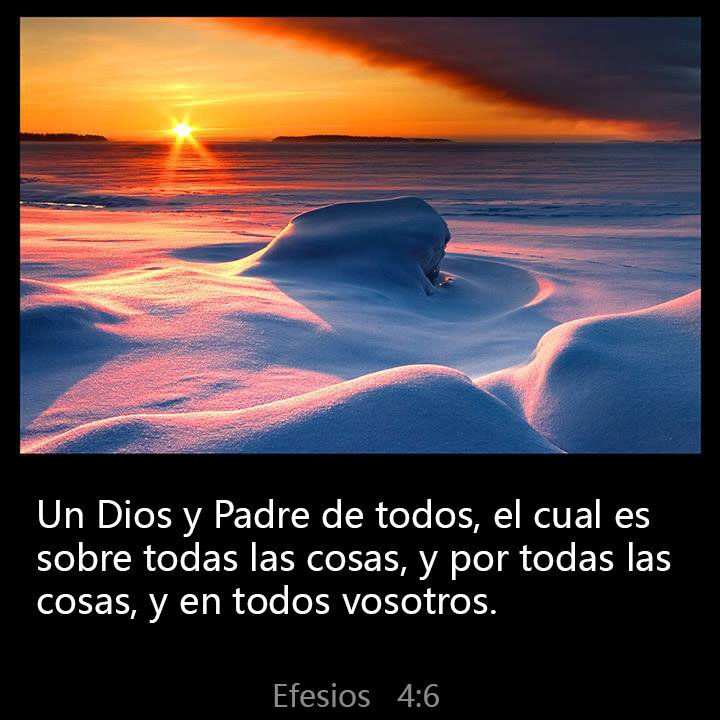 Un Dios y Padre de todos, el cual es
sobre todas las cosas, y por todas las
cosas, y en todos vosotros.
Efesios 4:6